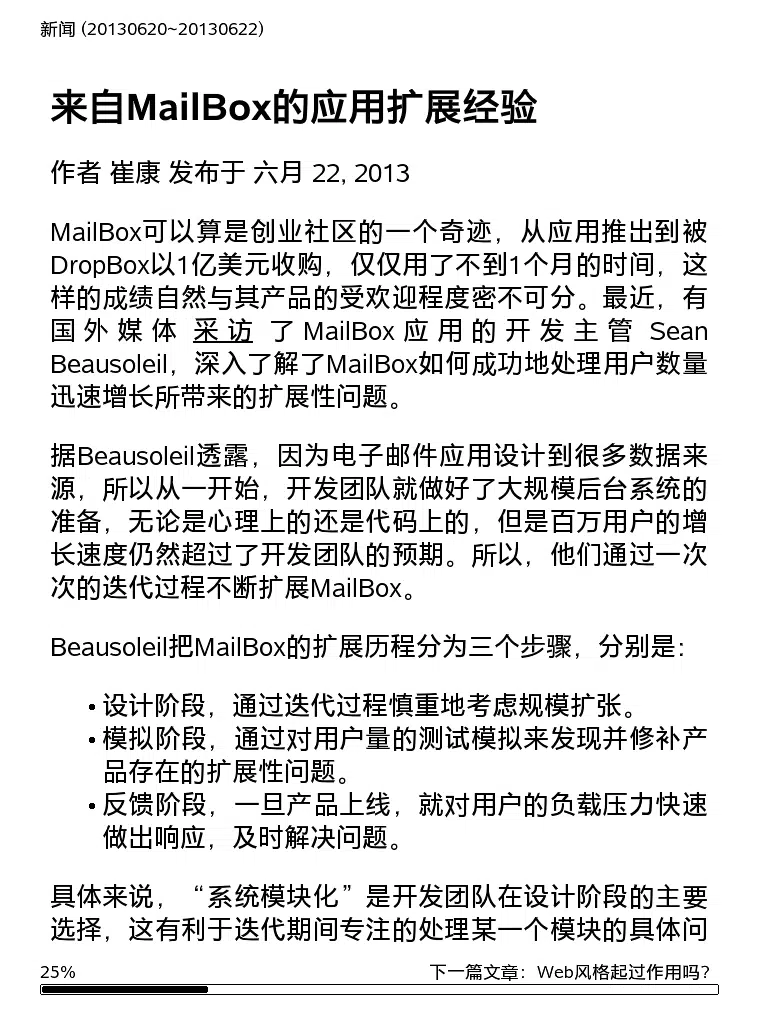 新闻 (20130620~20130622)
来自MailBox的应用扩展经验
作者 崔康 发布于 六月 22, 2013
MailBox可以算是创业社区的一个奇迹，从应用推出到被
DropBox以1亿美元收购，仅仅用了不到1个月的时间，这
样的成绩自然与其产品的受欢迎程度密不可分。最近，有
国外媒体 采访 了 MailBox 应用的开发主管 Sean
Beausoleil，深入了解了MailBox如何成功地处理用户数量
迅速增长所带来的扩展性问题。
据Beausoleil透露，因为电子邮件应用设计到很多数据来
源，所以从一开始，开发团队就做好了大规模后台系统的
准备，无论是心理上的还是代码上的，但是百万用户的增
长速度仍然超过了开发团队的预期。所以，他们通过一次
次的迭代过程不断扩展MailBox。
Beausoleil把MailBox的扩展历程分为三个步骤，分别是：
• 设计阶段，通过迭代过程慎重地考虑规模扩张。
• 模拟阶段，通过对用户量的测试模拟来发现并修补产
品存在的扩展性问题。
• 反馈阶段，一旦产品上线，就对用户的负载压力快速
做出响应，及时解决问题。
具体来说，“系统模块化”是开发团队在设计阶段的主要
选择，这有利于迭代期间专注的处理某一个模块的具体问
25%
下一篇文章：Web风格起过作用吗?